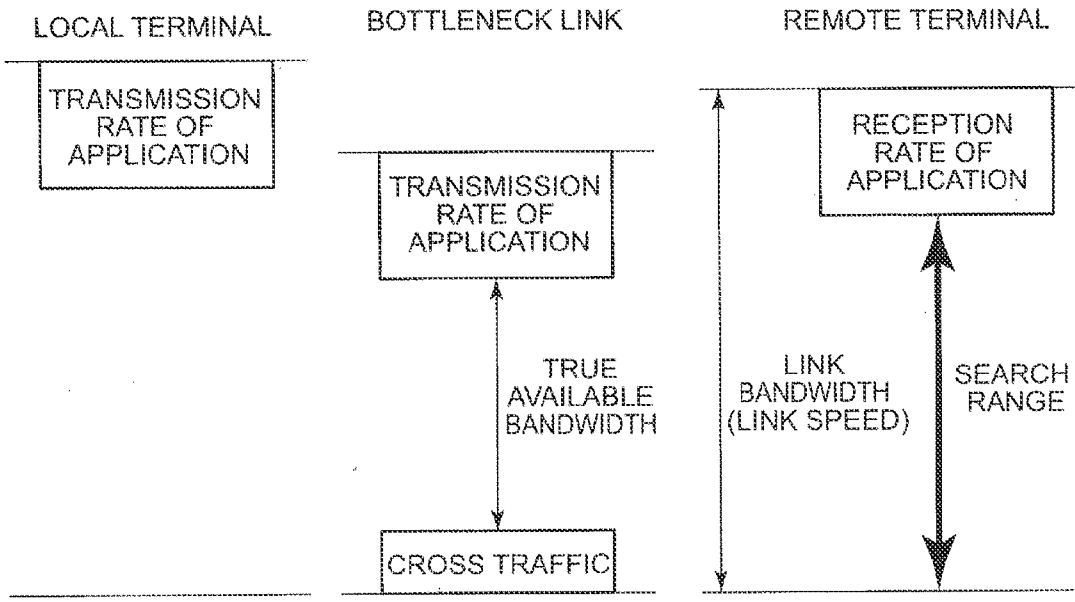 LOCAL TERMINAL
TRANSMISSION
RATE OF
APPLICATION
BOTTLENECK LINK
TRANSMISSION
RATE OF
APPLICATION
TRUE
AVAILABLE
BANDWIDTH
CROSS TRAFFIC
REMOTE TERMINAL
RECEPTION
RATE OF
APPLICATION
LINK
BANDWIDTH
(LINK SPEED)
SEARCH
RANGE